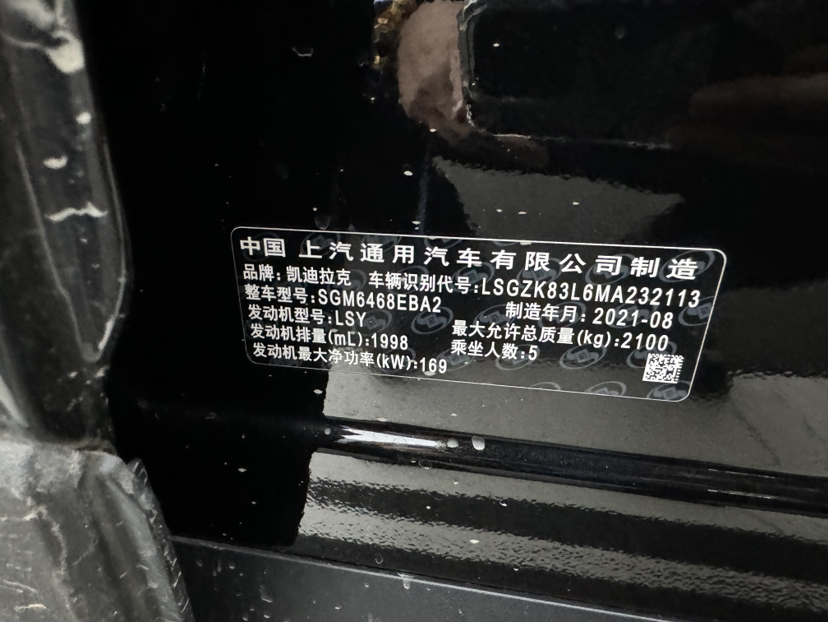 中国 上汽通用汽车有限公司制造
品牌:凯迪拉克 车辆识别代号:LSGZK83L6MA232113
整车型号:SGM6468EBA2 制造年月:2021-08
发动机型号:LSY 最大允许总质量(kg):2100
发动机排量(mL):1998 乘坐人数:5
发动机最大净功率(kW):169